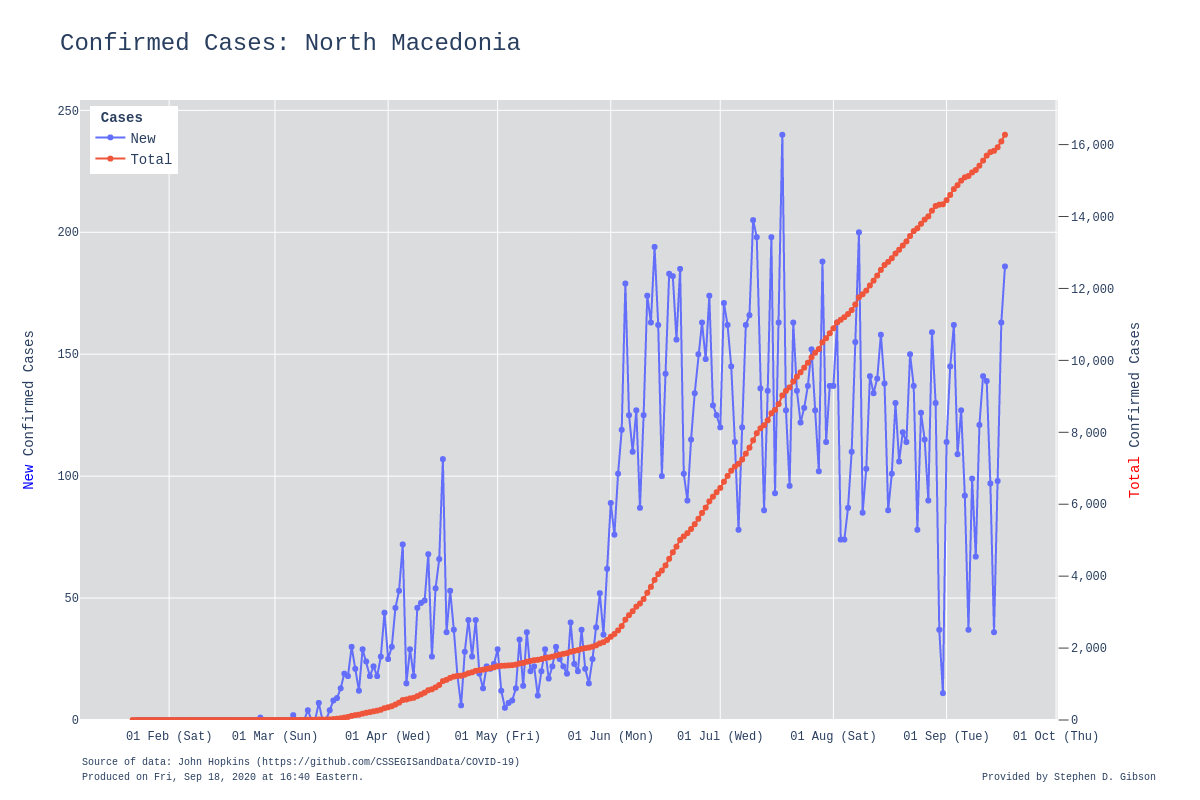 Confirmed Cases: North Macedonia
Cases
New
Total
250
200
150
100
50
0
16,000
14,000
12,000
10,000
8,000
6,000
4,000
2,000
0
New Confirmed Cases
Total Confirmed Cases
01 Feb (Sat) 01 Mar (Sun) 01 Apr (Wed) 01 May (Fri) 01 Jun (Mon) 01 Jul (Wed) 01 Aug (Sat) 01 Sep (Tue) 01 Oct (Thu)
Source of data: John Hopkins (https://github.com/CSSEGISandData/COVID-19)
Produced on Fri, Sep 18, 2020 at 16:40 Eastern.
Provided by Stephen D. Gibson